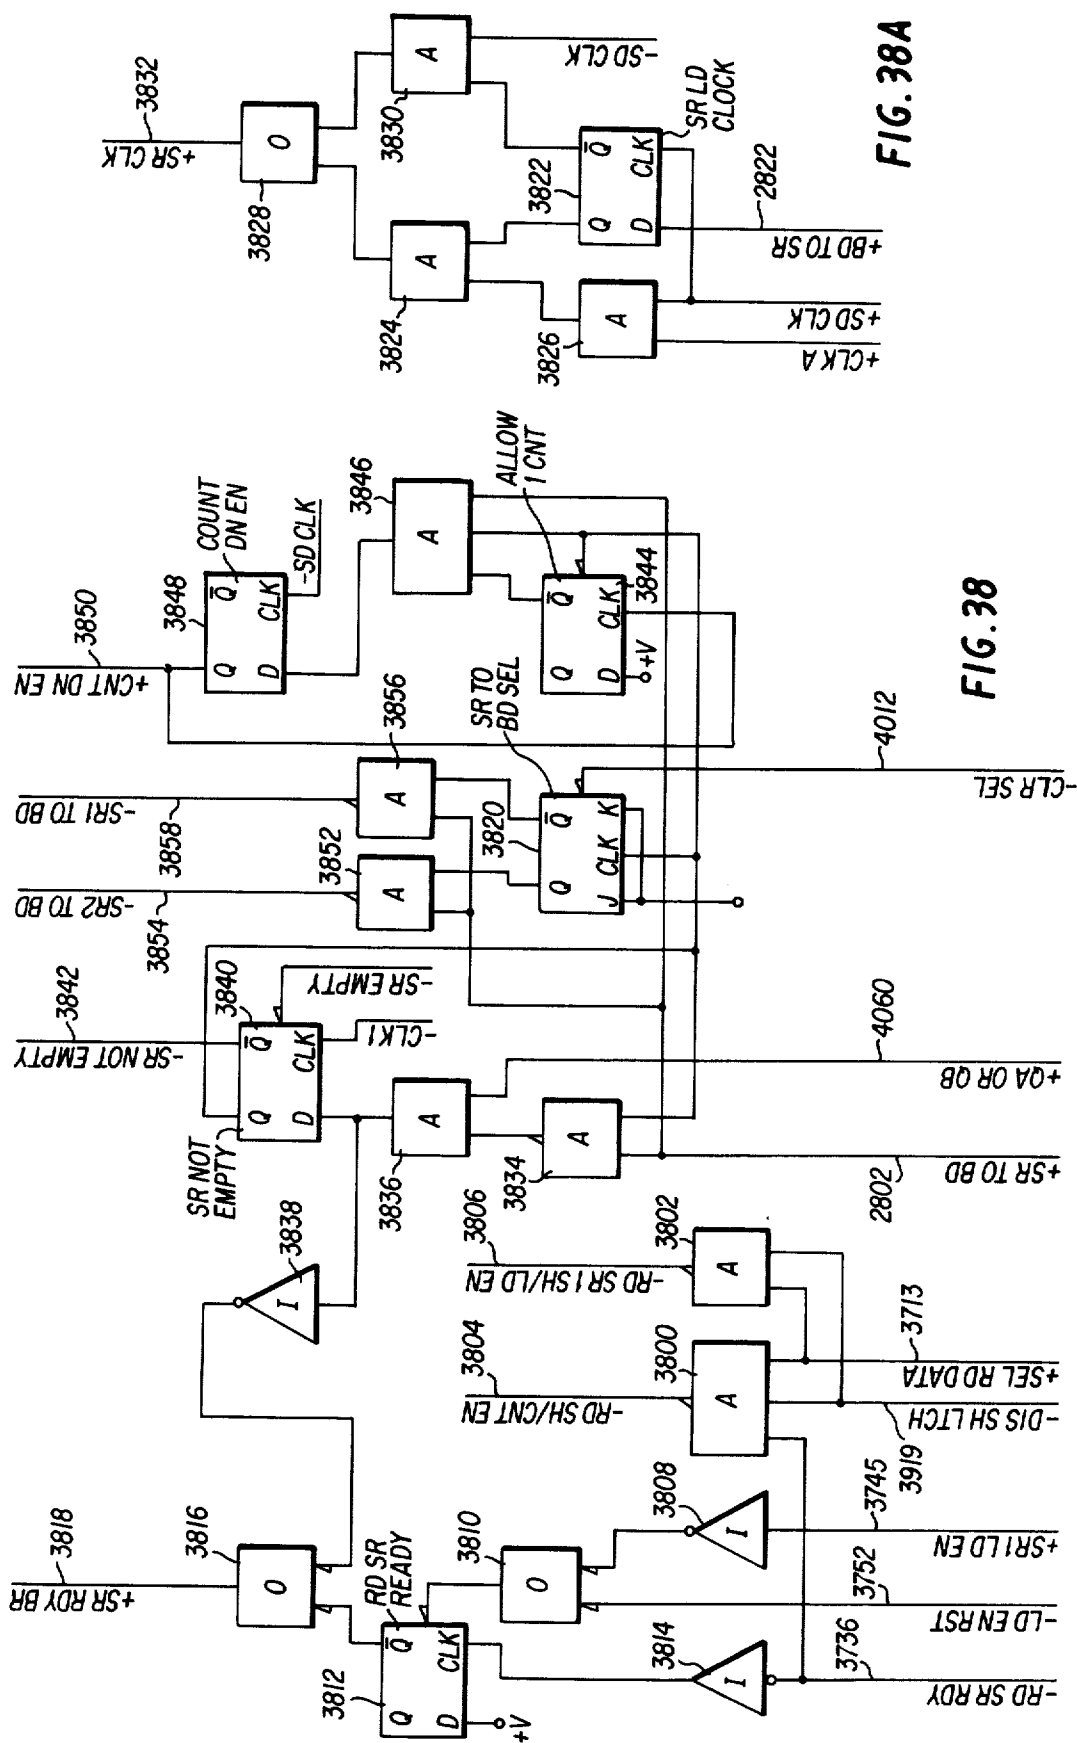 +SR CLK
3832
O
3828
A
3830
-SD CLK
A
3824
Q
Q̅
3822
D
CLK
SR LD
CLOCK
A
3826
+CLK A
+SD CLK
+BD TO SR
2822
FIG. 38A
+CNT DN EN
3850
3848
COUNT
DN EN
Q
Q̅
D
CLK
-SD CLK
3846
A
ALLOW
1 CNT
Q
Q̅
D
CLK
3844
+V
-SR1 TO BD
3858
3856
A
-SR2 TO BD
3854
3852
A
SR TO
BD SEL
3820
Q
Q̅
J
CLK
K
4012
-CLR SEL
FIG. 38
-SR NOT EMPTY
3842
3840
Q
Q̅
D
CLK
SR NOT
EMPTY
-SR EMPTY
-CLK1
3838
I
A
3836
A
3834
+QA OR QB
4060
+SR TO BD
2802
+SR RDY BR
3818
3816
O
RD SR
READY
3812
Q
Q̅
D
CLK
+V
3810
O
3808
I
3814
I
-RD SH/CNT EN
3804
3800
A
-RD SR1 SH/LD EN
3806
3802
A
-RD SR RDY
3736
-LD EN RST
3752
+SR1 LD EN
3745
-DIS SH LTCH
3919
+SEL RD DATA
3713